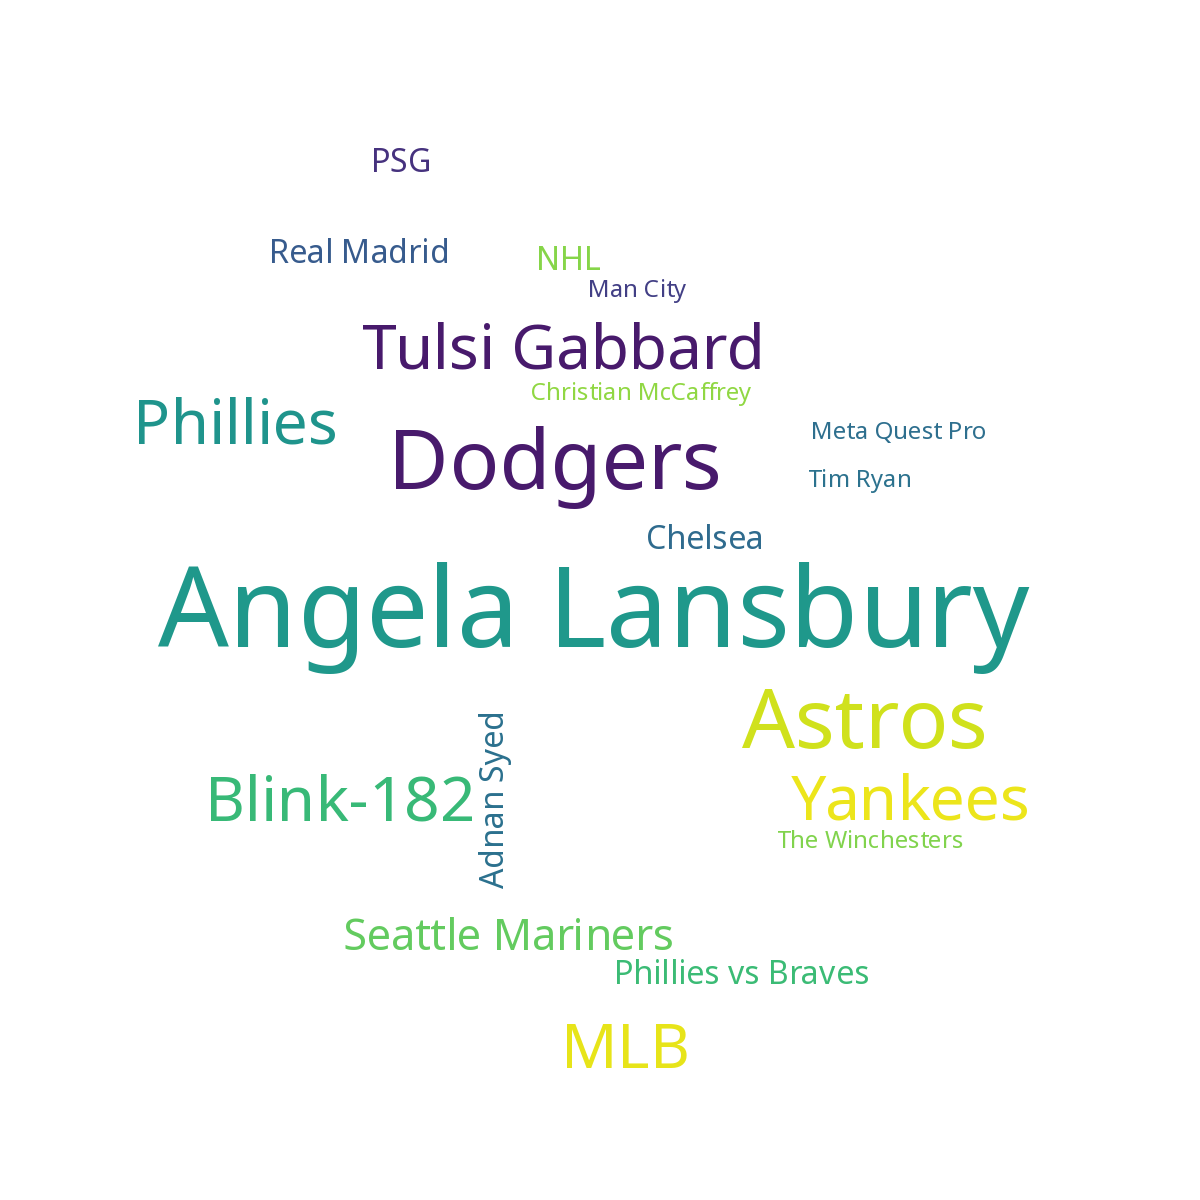 PSG
Real Madrid
NHL
Man City
Tulsi Gabbard
Christian McCaffrey
Phillies
Meta Quest Pro
Dodgers
Tim Ryan
Chelsea
Angela Lansbury
Astros
Adnan Syed
Blink-182
Yankees
The Winchesters
Seattle Mariners
Phillies vs Braves
MLB